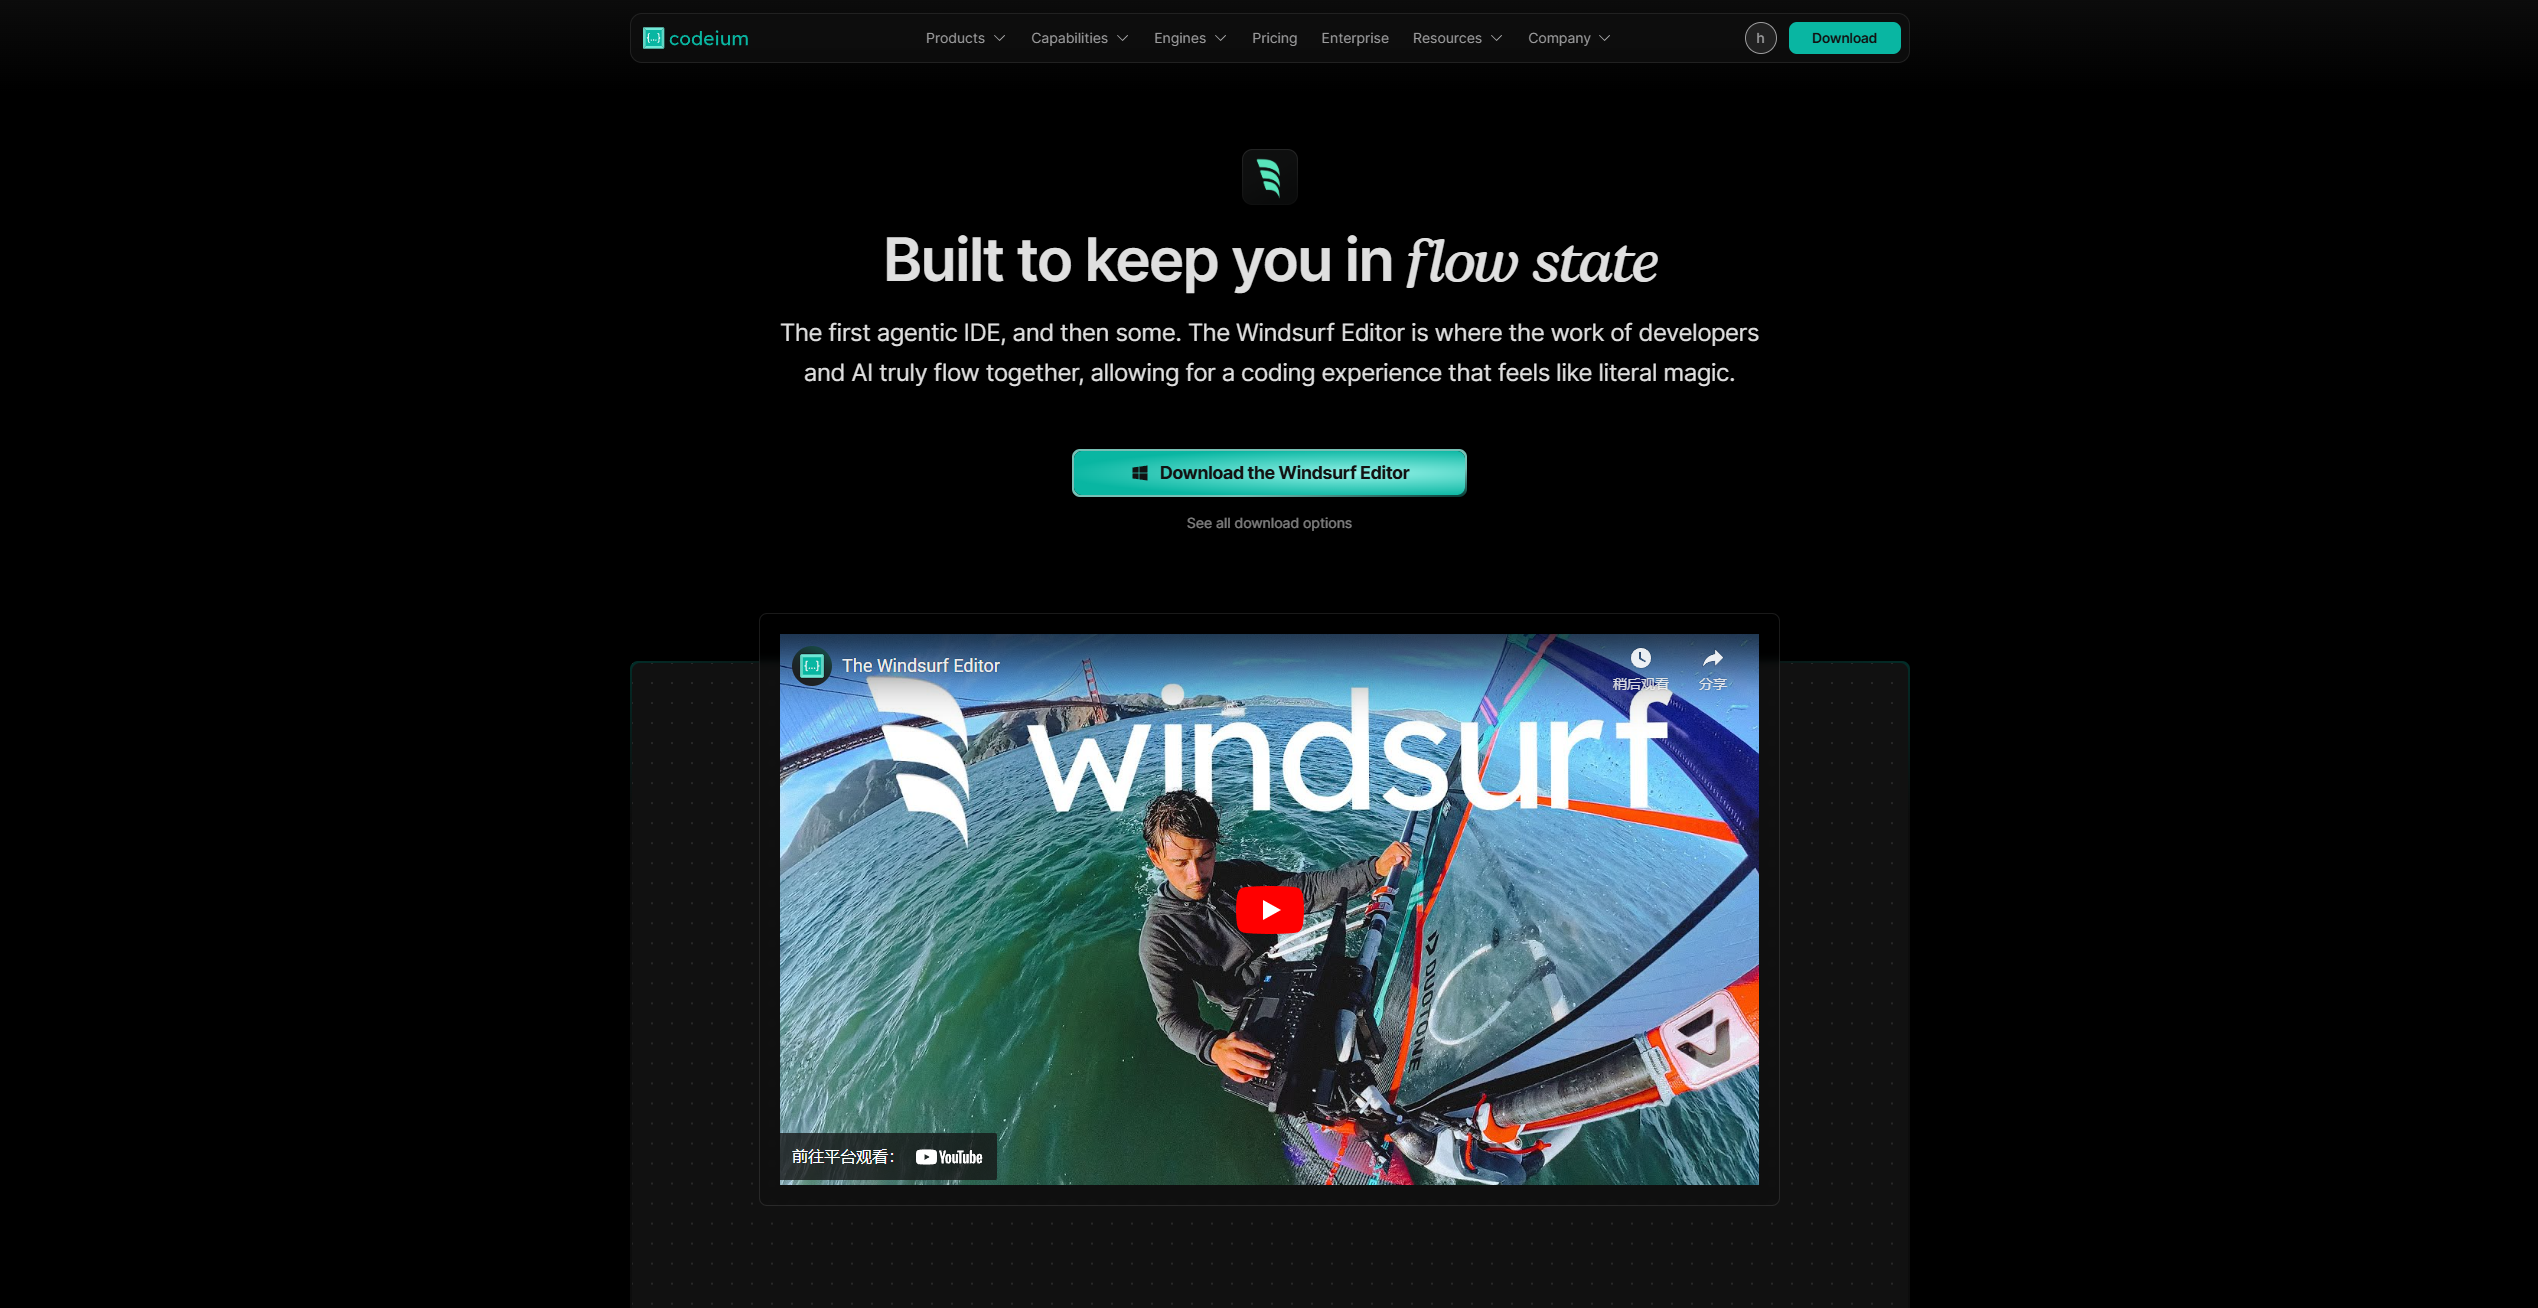 {...} codeium
Products
Capabilities
Engines
Pricing
Enterprise
Resources
Company
h
Download
Built to keep you in flow state
The first agentic IDE, and then some. The Windsurf Editor is where the work of developers
and AI truly flow together, allowing for a coding experience that feels like literal magic.
Download the Windsurf Editor
See all download options
{...} The Windsurf Editor
稍后观看
分享
windsurf
DUOTONE
前往平台观看： YouTube